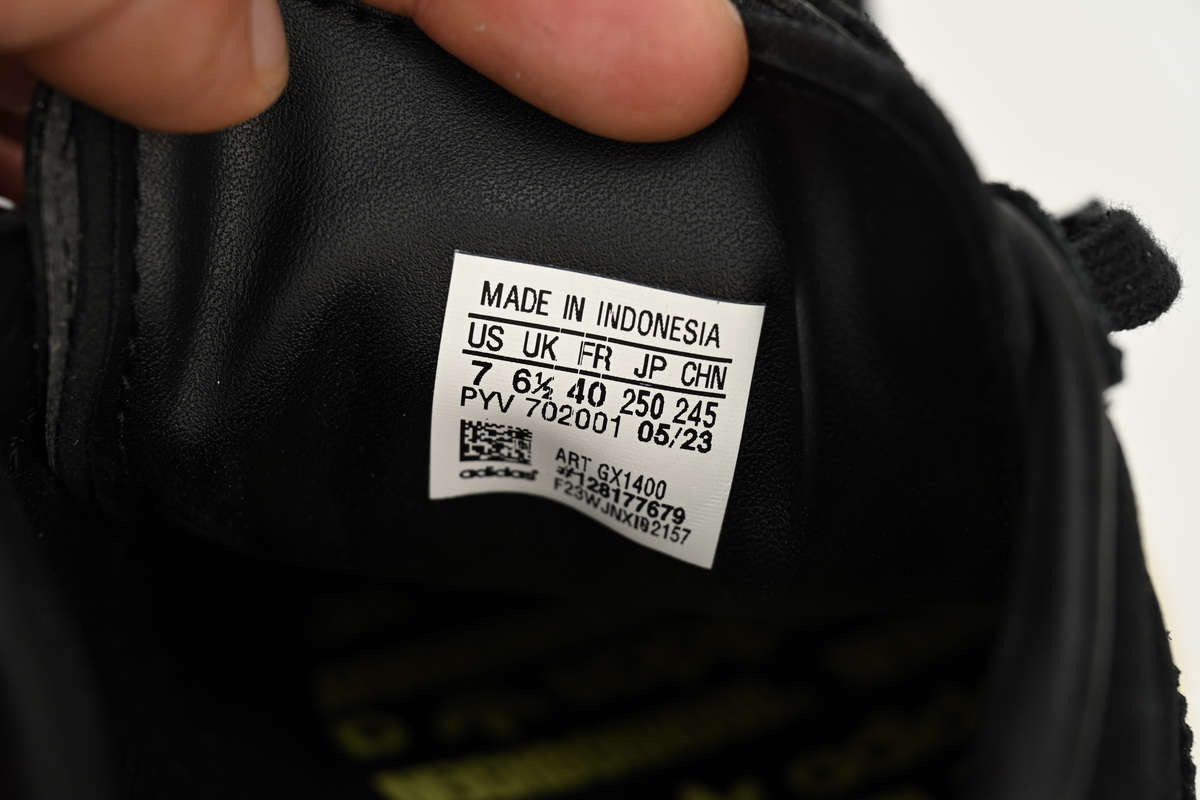 MADE IN INDONESIA
US UK FR JP CHN
7 6½ 40 250 245
PYV 702001 05/23
ART GX1400
#128177679
adidas
F23WJNXI02157